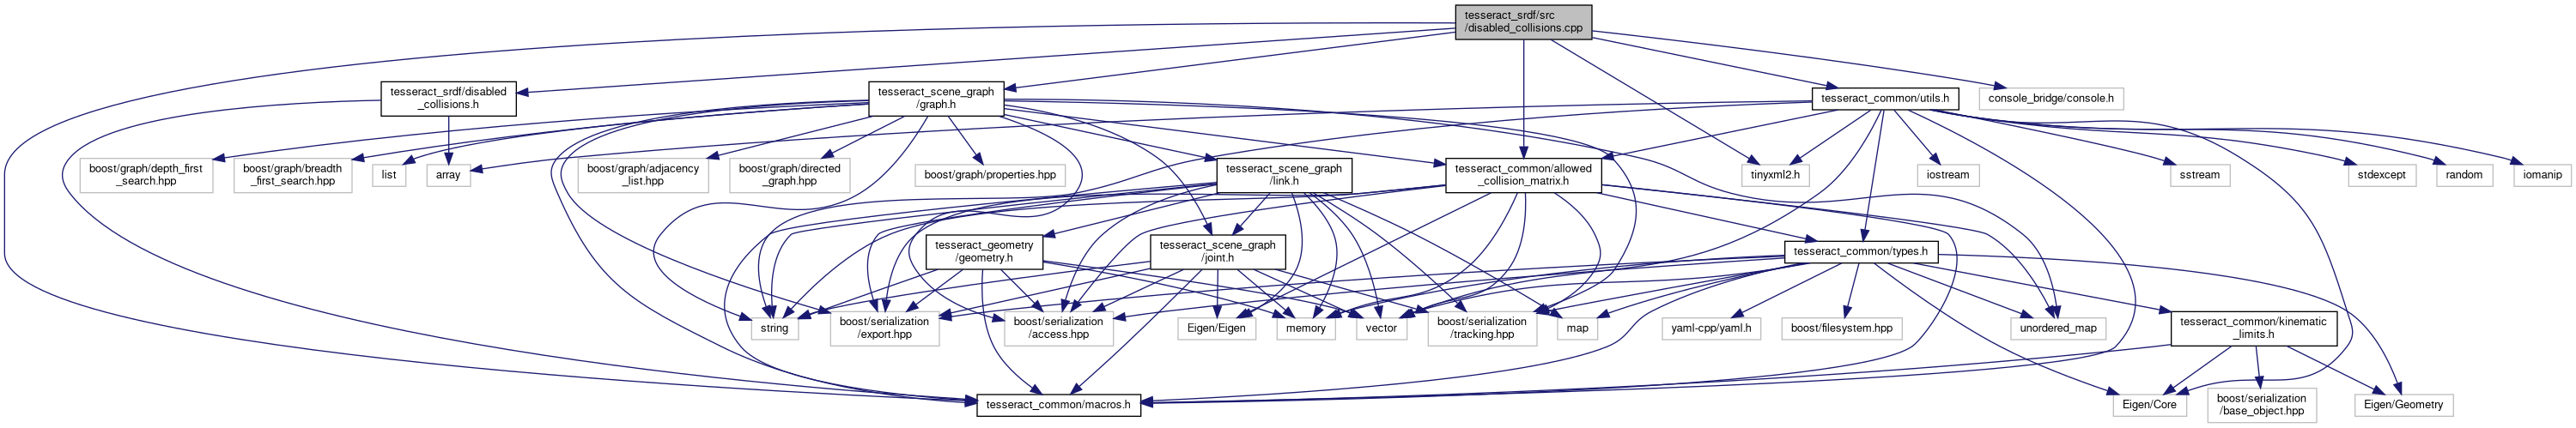 tesseract_srdf/src
/disabled_collisions.cpp
tesseract_srdf/disabled
_collisions.h
tesseract_scene_graph
/graph.h
tesseract_common/utils.h
console_bridge/console.h
boost/graph/depth_first
_search.hpp
boost/graph/breadth
_first_search.hpp
list
array
boost/graph/adjacency
_list.hpp
boost/graph/directed
_graph.hpp
boost/graph/properties.hpp
tesseract_scene_graph
/link.h
tesseract_common/allowed
_collision_matrix.h
tinyxml2.h
iostream
sstream
stdexcept
random
iomanip
tesseract_geometry
/geometry.h
tesseract_scene_graph
/joint.h
tesseract_common/types.h
string
boost/serialization
/export.hpp
boost/serialization
/access.hpp
Eigen/Eigen
memory
vector
boost/serialization
/tracking.hpp
map
yaml-cpp/yaml.h
boost/filesystem.hpp
unordered_map
tesseract_common/kinematic
_limits.h
tesseract_common/macros.h
Eigen/Core
boost/serialization
/base_object.hpp
Eigen/Geometry